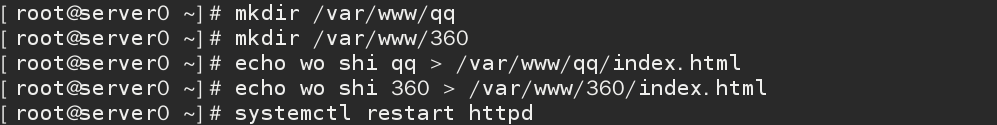 [root@server0 ~]# mkdir /var/www/qq
[root@server0 ~]# mkdir /var/www/360
[root@server0 ~]# echo wo shi qq > /var/www/qq/index.html
[root@server0 ~]# echo wo shi 360 > /var/www/360/index.html
[root@server0 ~]# systemctl restart httpd